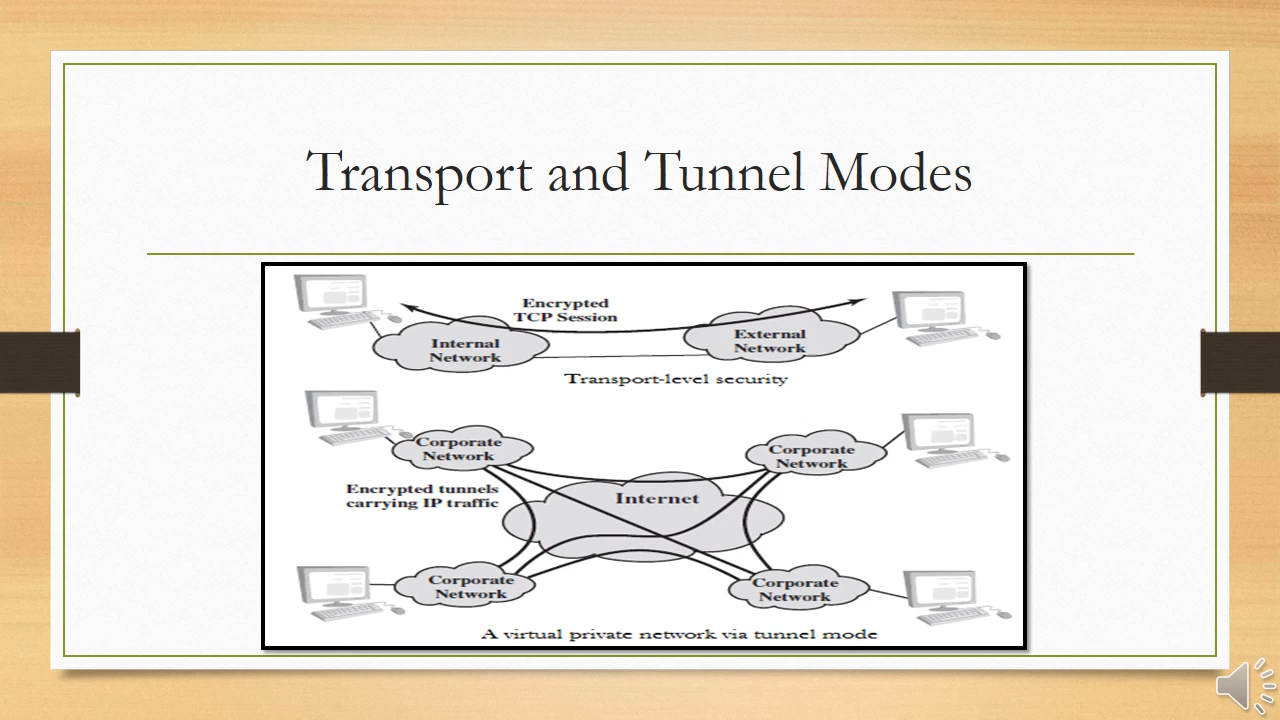 Transport and Tunnel Modes
Encrypted
TCP Session
Internal
Network
External
Network
Transport-level security
Corporate
Network
Corporate
Network
Encrypted tunnels
carrying IP traffic
Internet
Corporate
Network
Corporate
Network
A virtual private network via tunnel mode